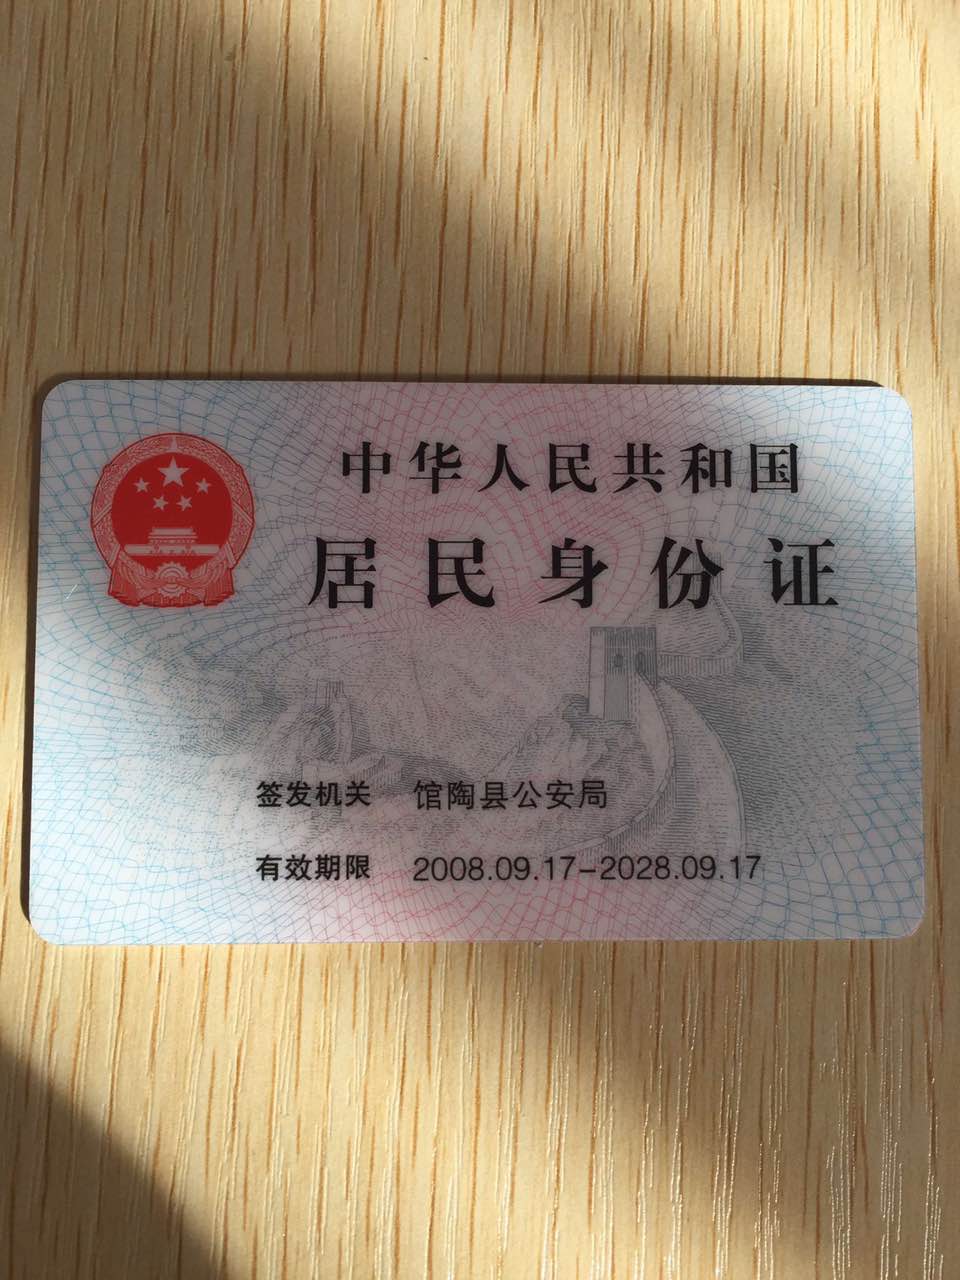 中华人民共和国
居民身份证
签发机关 馆陶县公安局
有效期限 2008.09.17-2028.09.17